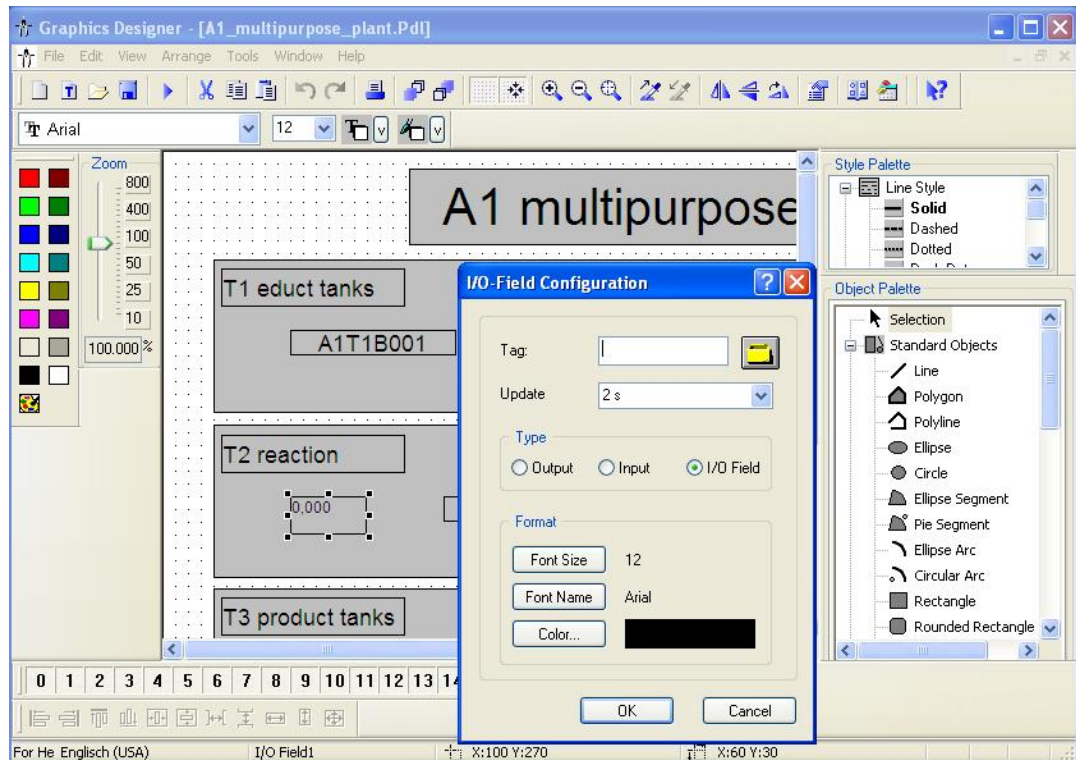 Graphics Designer - [A1_multipurpose_plant.Pdl]
File Edit View Arrange Tools Window Help
Arial 12
Zoom
800
400
100
50
25
10
100.000 %
A1 multipurpose
T1 educt tanks
A1T1B001
T2 reaction
0,000
T3 product tanks
I/O-Field Configuration
Tag:
Update 2 s
Type
Output Input I/O Field
Format
Font Size 12
Font Name Arial
Color...
OK Cancel
Style Palette
Line Style
Solid
Dashed
Dotted
Object Palette
Selection
Standard Objects
Line
Polygon
Polyline
Ellipse
Circle
Ellipse Segment
Pie Segment
Ellipse Arc
Circular Arc
Rectangle
Rounded Rectangle
0 1 2 3 4 5 6 7 8 9 10 11 12 13
For He Englisch (USA) I/O Field1 X:100 Y:270 X:60 Y:30